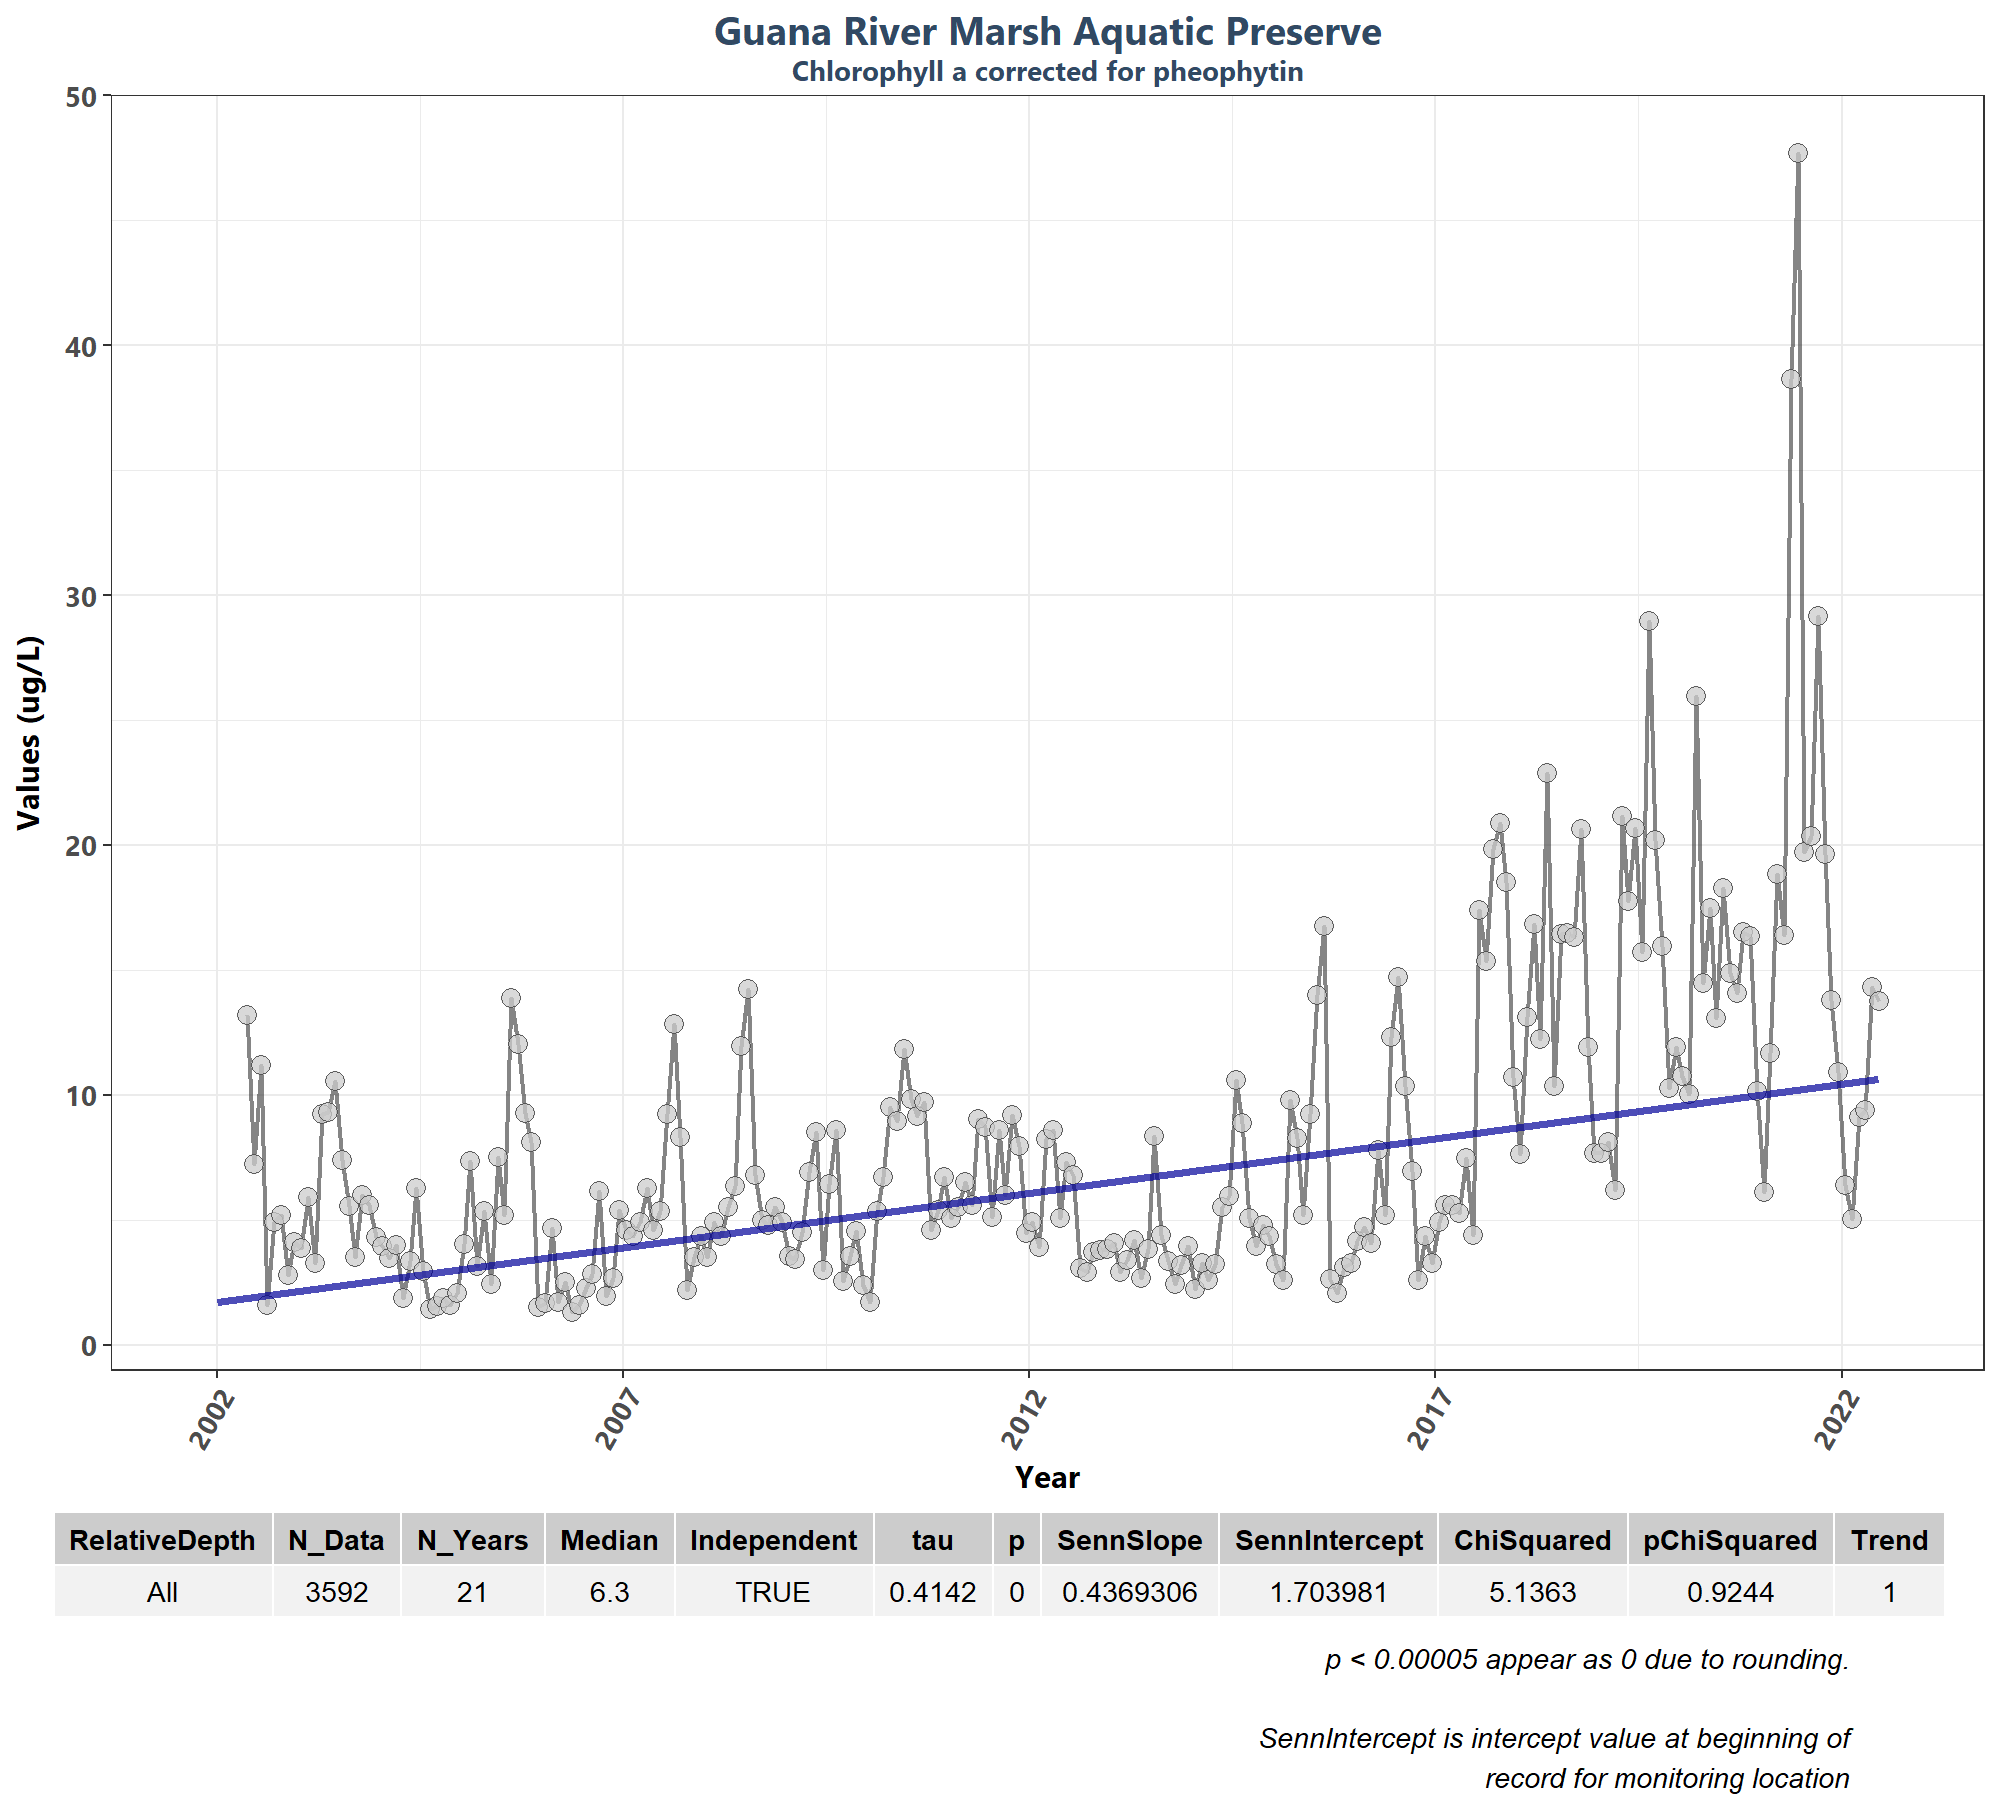 Guana River Marsh Aquatic Preserve
Chlorophyll a corrected for pheophytin
50
40
30
20
10
0
Values (ug/L)
2002 2007 2012 2017 2022
Year
RelativeDepth N_Data N_Years Median Independent tau p SennSlope SennIntercept ChiSquared pChiSquared Trend
All 3592 21 6.3 TRUE 0.4142 0 0.4369306 1.703981 5.1363 0.9244 1
p < 0.00005 appear as 0 due to rounding.
SennIntercept is intercept value at beginning of
record for monitoring location